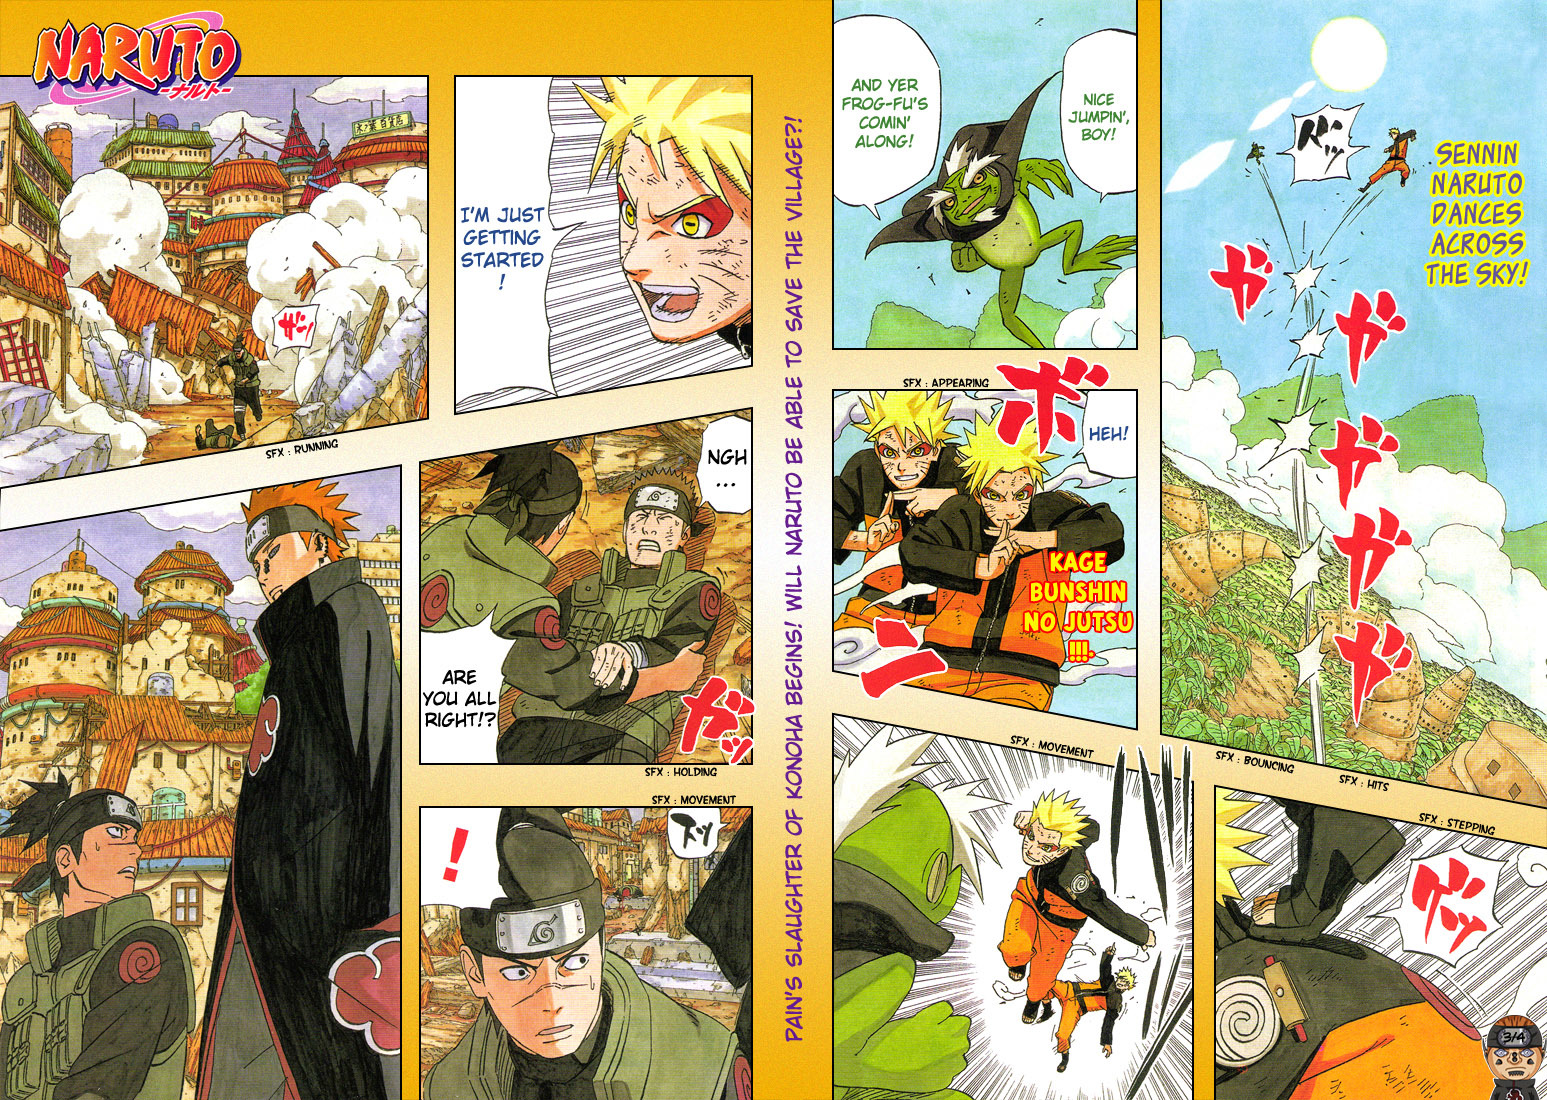 SENNIN
NARUTO
DANCES
ACROSS
THE SKY!
バッ
ガ
ガ
ガ
ガ
ガ
SFX : BOUNCING
SFX : HITS
NICE
JUMPIN',
BOY!
AND YER
FROG-FU'S
COMIN'
ALONG!
SFX : APPEARING
ボ
ン
HEH!
KAGE
BUNSHIN
NO JUTSU
!!!
SFX : STEPPING
グッ
SFX : MOVEMENT
3/4
PAIN'S SLAUGHTER OF KONOHA BEGINS! WILL NARUTO BE ABLE TO SAVE THE VILLAGE?!
NARUTO
-ナルト-
I'M JUST
GETTING
STARTED
!
ザッ
SFX : RUNNING
NGH
...
ARE
YOU ALL
RIGHT!?
ガッ
SFX : HOLDING
SFX : MOVEMENT
!
スッ